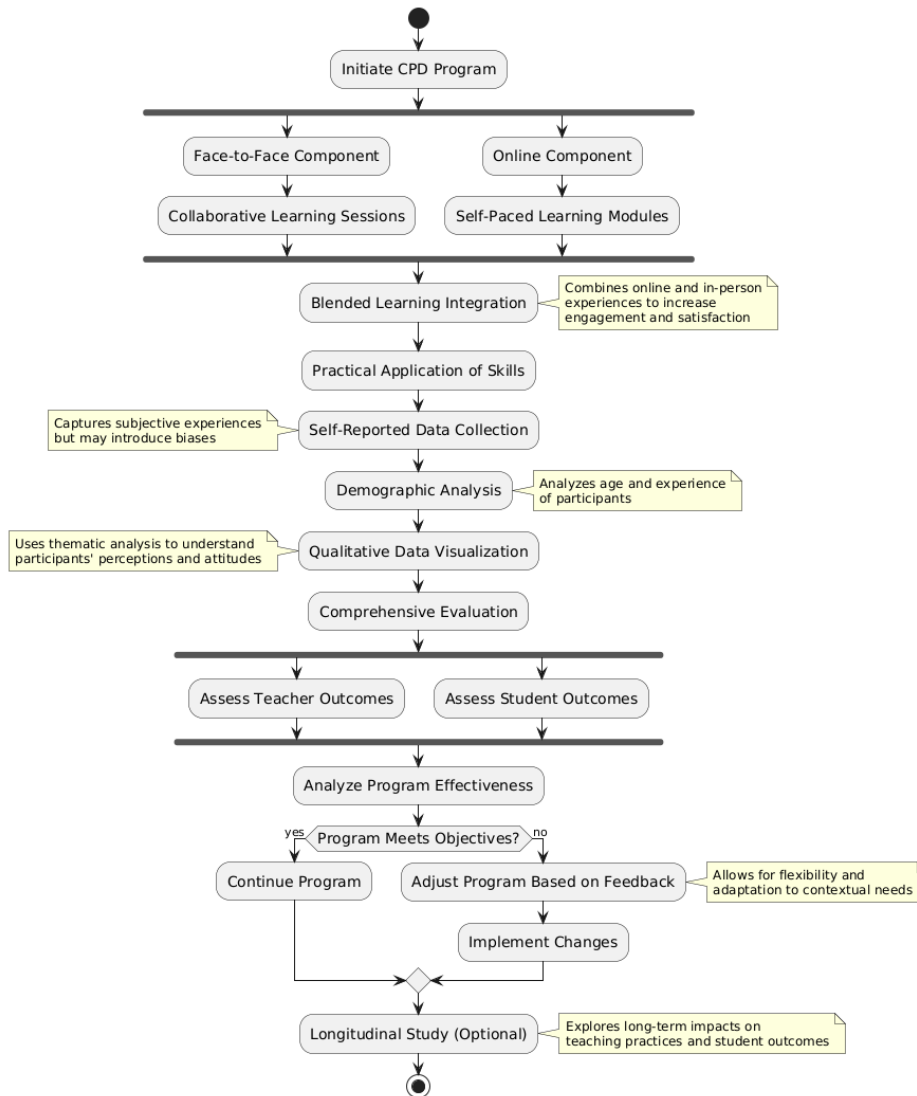 Initiate CPD Program
Face-to-Face Component
Online Component
Collaborative Learning Sessions
Self-Paced Learning Modules
Blended Learning Integration
Combines online and in-person
experiences to increase
engagement and satisfaction
Practical Application of Skills
Captures subjective experiences
but may introduce biases
Self-Reported Data Collection
Demographic Analysis
Analyzes age and experience
of participants
Uses thematic analysis to understand
participants' perceptions and attitudes
Qualitative Data Visualization
Comprehensive Evaluation
Assess Teacher Outcomes
Assess Student Outcomes
Analyze Program Effectiveness
yes
Program Meets Objectives?
no
Continue Program
Adjust Program Based on Feedback
Allows for flexibility and
adaptation to contextual needs
Implement Changes
Longitudinal Study (Optional)
Explores long-term impacts on
teaching practices and student outcomes